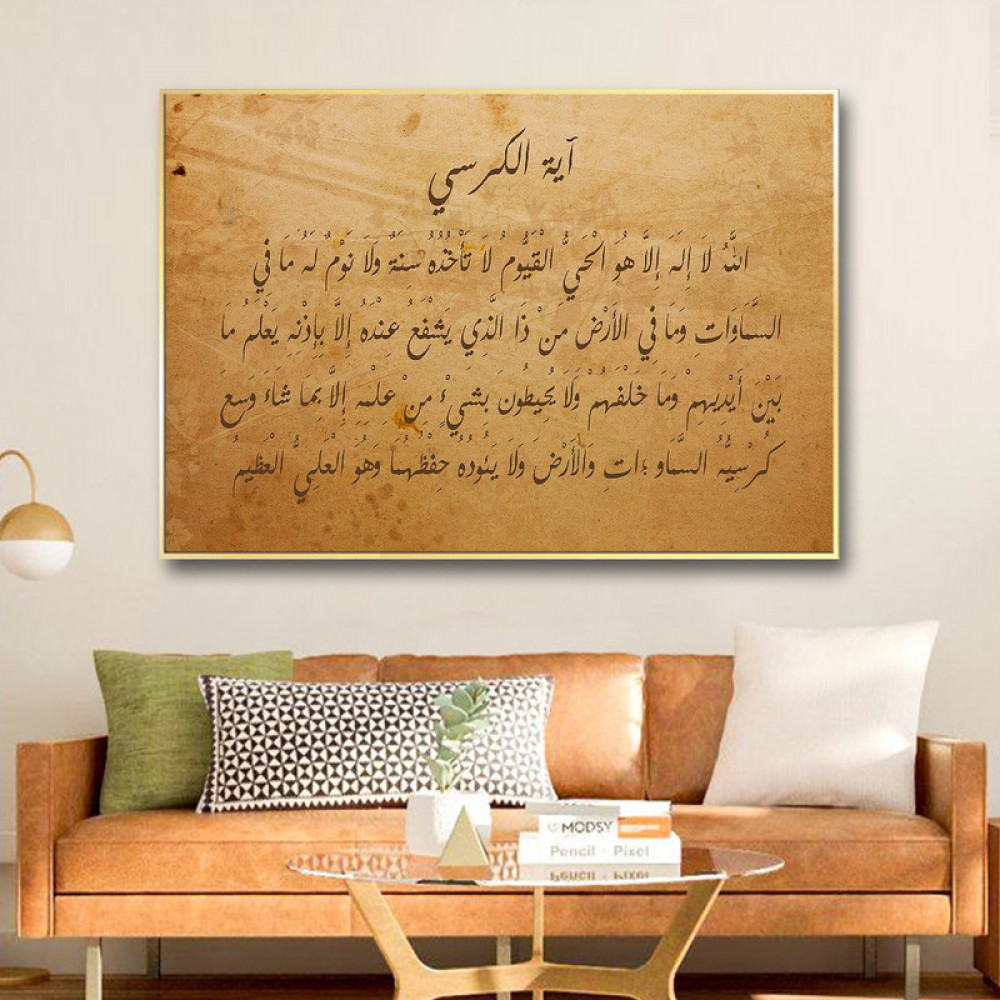 آية الكرسي
اللَّهُ لَا إِلَهَ إِلَّا هُوَ الْحَيُّ الْقَيُّومُ لَا تَأْخُذُهُ سِنَةٌ وَلَا نَوْمٌ لَهُ مَا فِي
السَّمَاوَاتِ وَمَا فِي الأَرْضِ مَنْ ذَا الَّذِي يَشْفَعُ عِنْدَهُ إِلَّا بِإِذْنِهِ يَعْلَمُ مَا
بَيْنَ أَيْدِيهِمْ وَمَا خَلْفَهُمْ وَلَا يُحِيطُونَ بِشَيْءٍ مِنْ عِلْمِهِ إِلَّا بِمَا شَاءَ وَسِعَ
كُرْسِيُّهُ السَّمَاو ؛اتِ وَالْأَرْضَ وَلَا يَئُودُهُ حِفْظُهُمَا وَهُوَ الْعَلِيُّ الْعَظِيمُ
MODSY
Pencil · Pixel